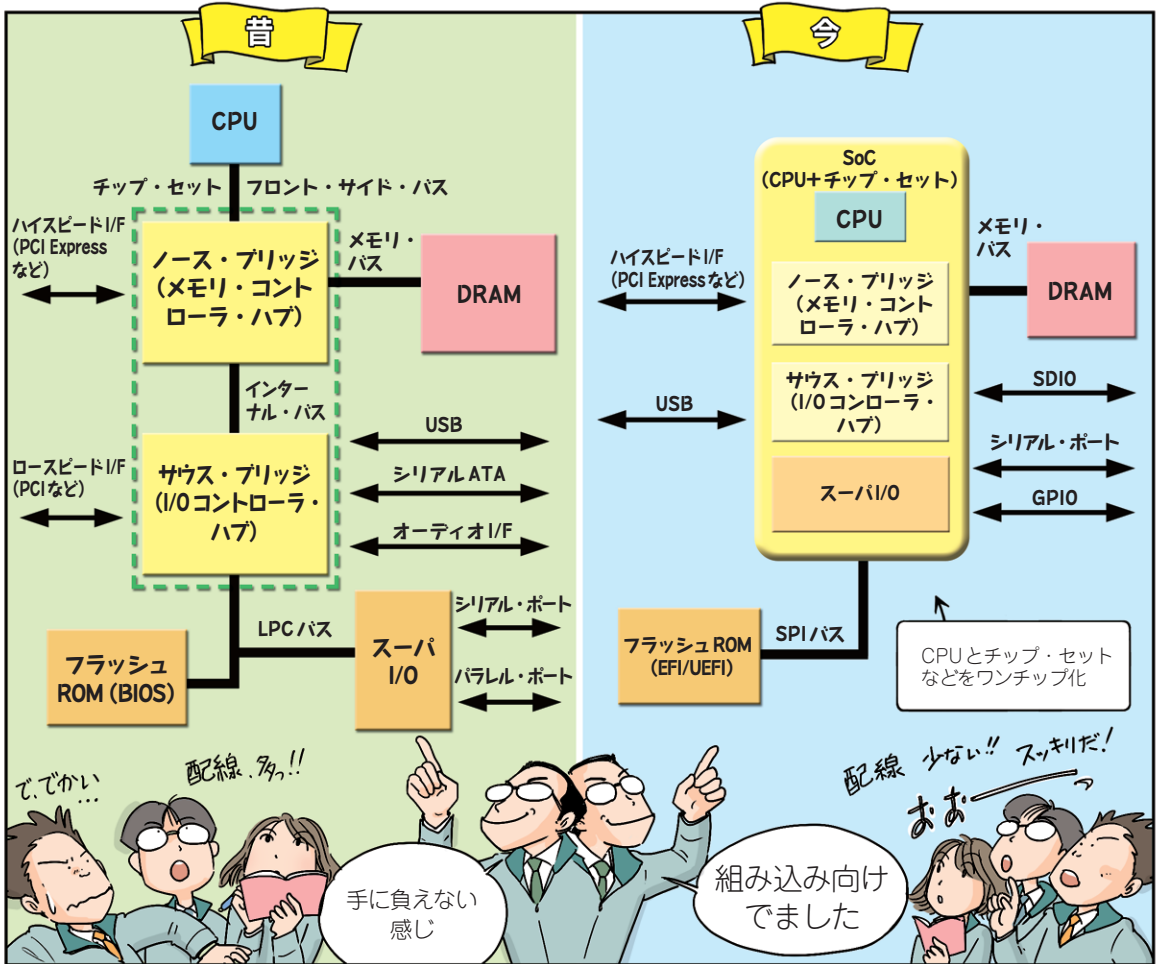 昔
CPU
チップ・セット
フロント・サイド・バス
ハイスピードI/F
(PCI Express
など)
ノース・ブリッジ
(メモリ・コント
ローラ・ハブ)
メモリ・
バス
DRAM
インター
ナル・バス
ロースピードI/F
(PCIなど)
サウス・ブリッジ
(I/Oコントローラ・
ハブ)
USB
シリアルATA
オーディオI/F
LPCバス
フラッシュ
ROM(BIOS)
スーパ
I/O
シリアル・ポート
パラレル・ポート
で、でかい…
配線、多っ!!
手に負えない
感じ
今
SoC
(CPU+チップ・セット)
CPU
ハイスピードI/F
(PCI Expressなど)
ノース・ブリッジ
(メモリ・コント
ローラ・ハブ)
メモリ・
バス
DRAM
USB
サウス・ブリッジ
(I/Oコンローラ・
ハブ)
スーパI/O
SDIO
シリアル・ポート
GPIO
フラッシュROM
(EFI/UEFI)
SPIバス
CPUとチップ・セット
などをワンチップ化
組み込み向け
でました
配線 少ない!! スッキリだ!
おおー